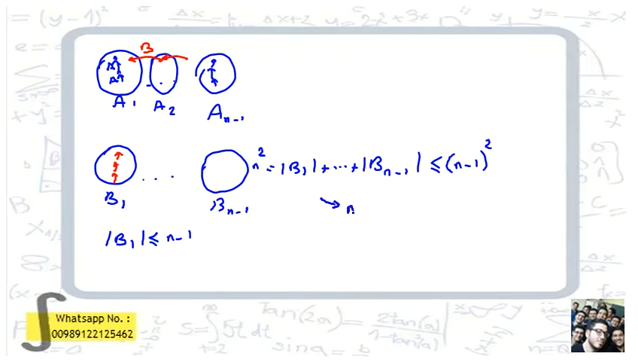 B
A A
A₁ A₂ Aₙ₋₁
n² = |B₁| + ... + |Bₙ₋₁| ≤ (n-1)²
B₁ ... Bₙ₋₁
→ n
|B₁| ≤ n-1
Whatsapp No. :
00989122125462